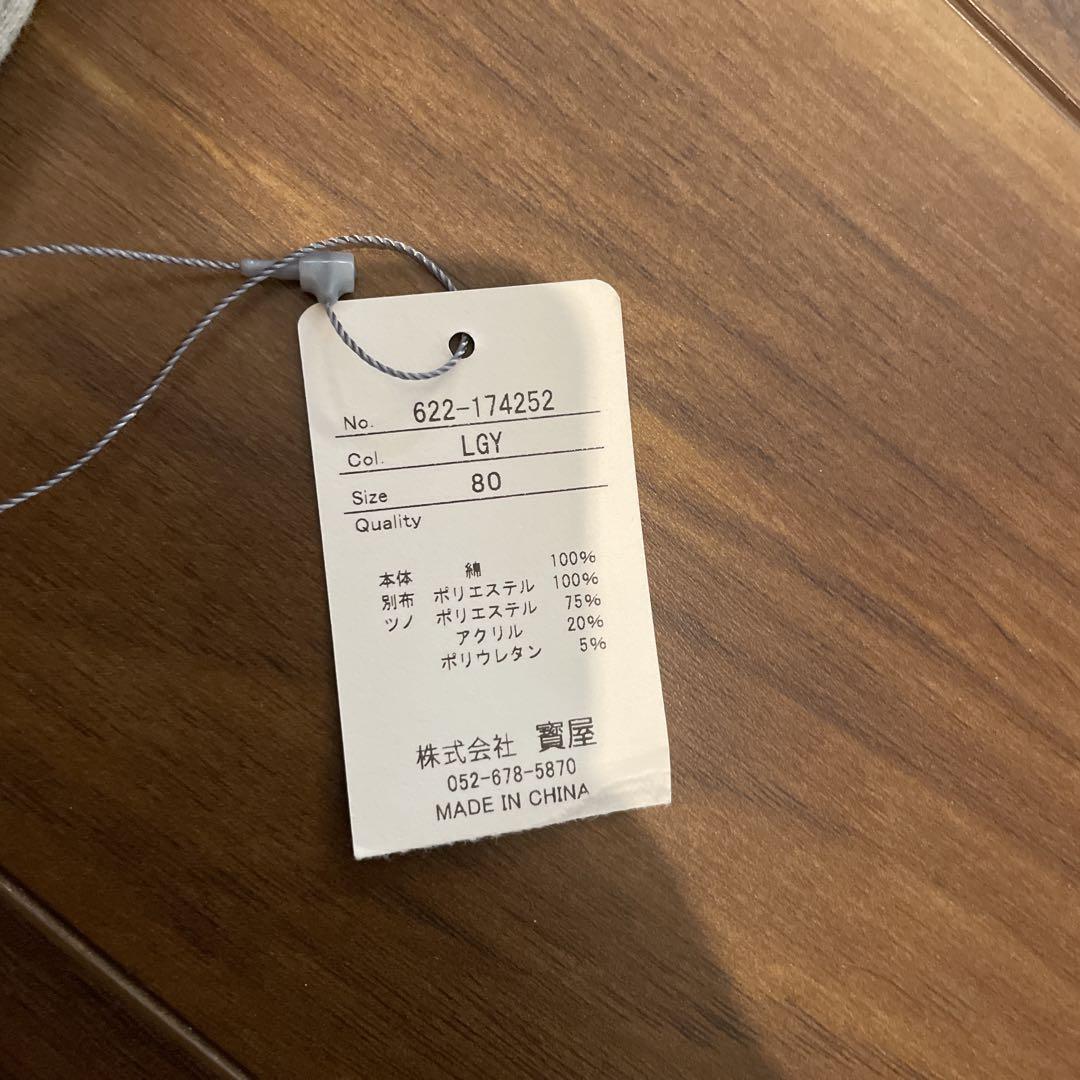 No. 622-174252
Col. LGY
Size 80
Quality
本体 綿 100%
別布 ポリエステル 100%
ツノ ポリエステル 75%
アクリル 20%
ポリウレタン 5%
株式会社 寳屋
052-678-5870
MADE IN CHINA